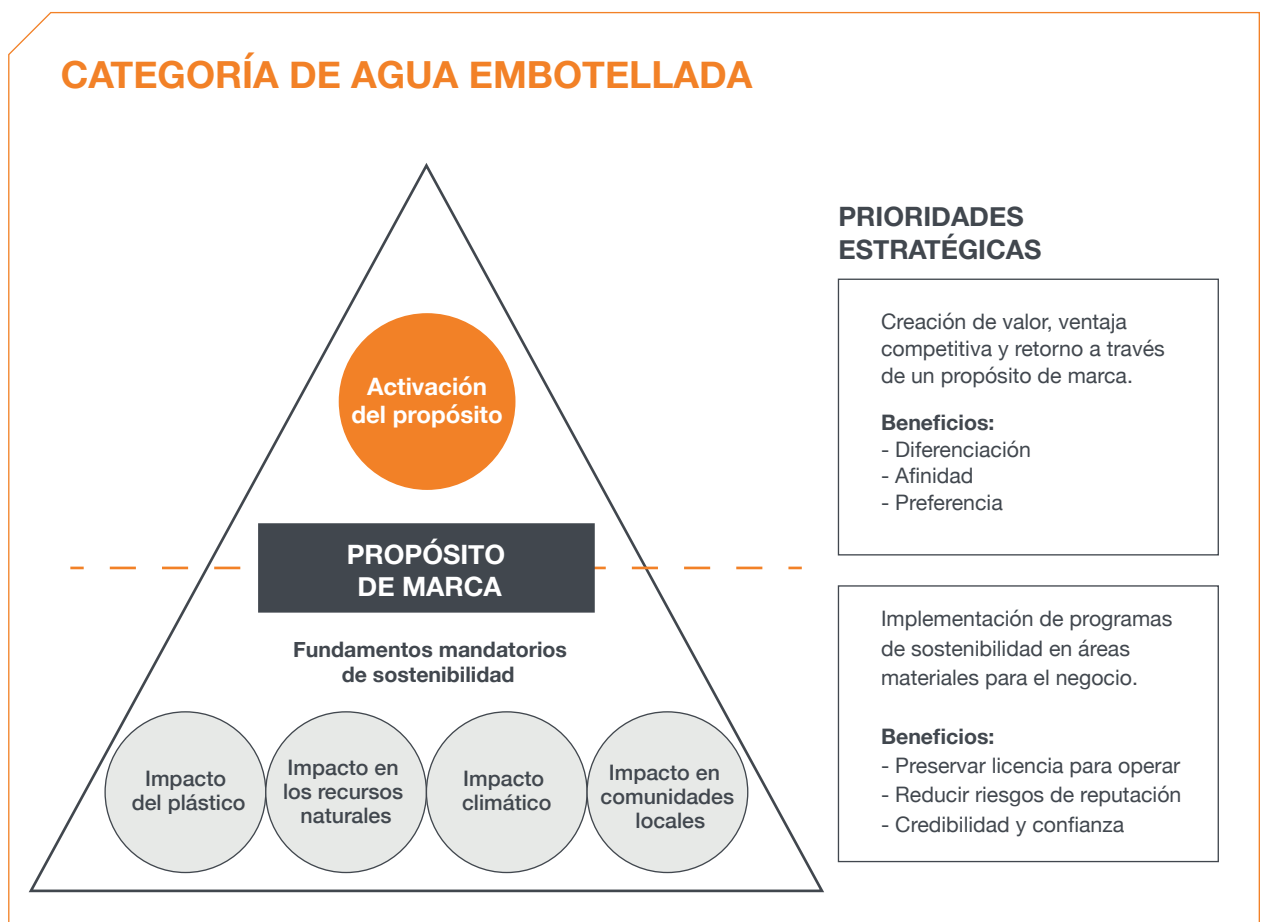 CATEGORÍA DE AGUA EMBOTELLADA
Activación
del propósito
PROPÓSITO
DE MARCA
Fundamentos mandatorios
de sostenibilidad
Impacto
del plástico
Impacto en
los recursos
naturales
Impacto
climático
Impacto en
comunidades
locales
PRIORIDADES
ESTRATÉGICAS
Creación de valor, ventaja
competitiva y retorno a través
de un propósito de marca.
Beneficios:
- Diferenciación
- Afinidad
- Preferencia
Implementación de programas
de sostenibilidad en áreas
materiales para el negocio.
Beneficios:
- Preservar licencia para operar
- Reducir riesgos de reputación
- Credibilidad y confianza